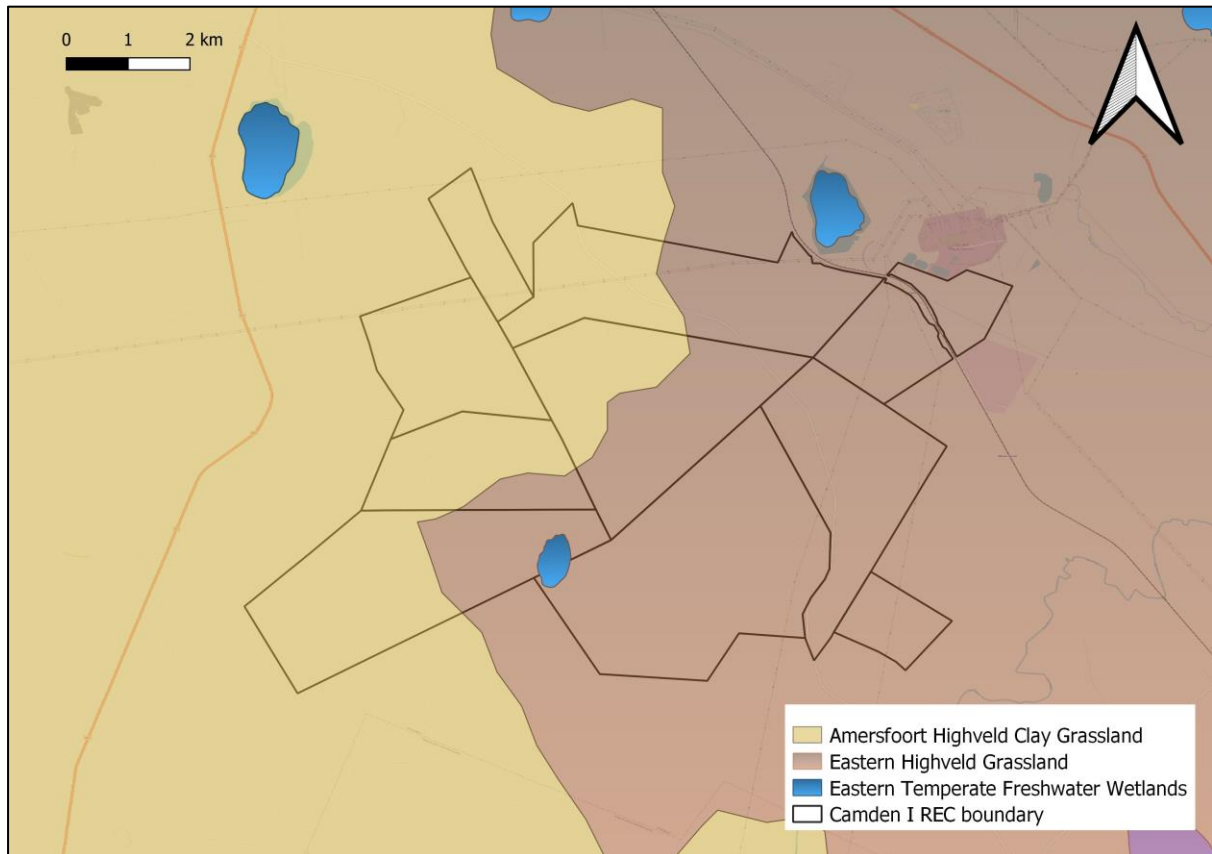 0 1 2 km
Amersfoort Highveld Clay Grassland
Eastern Highveld Grassland
Eastern Temperate Freshwater Wetlands
Camden I REC boundary